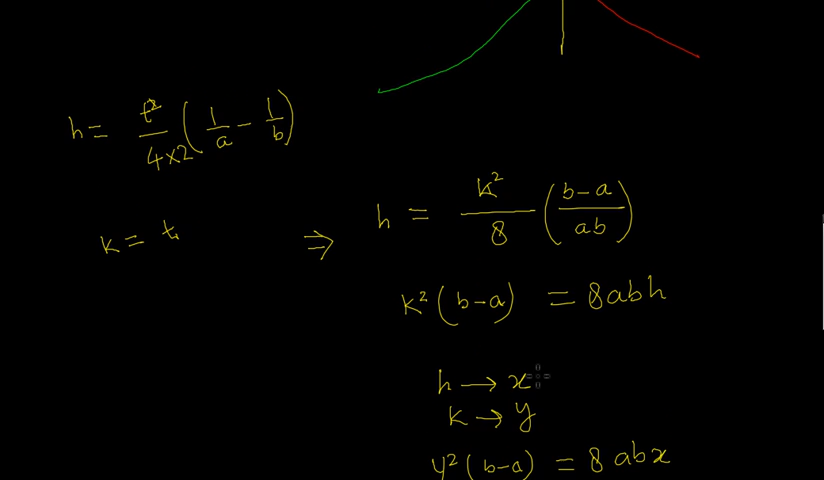 h = t²/4×2 (1/a − 1/b)
h = k²/8 (b−a/ab)
k = t ⇒
k² (b−a) = 8abh
h → x
k → y
y² (b−a) = 8abx